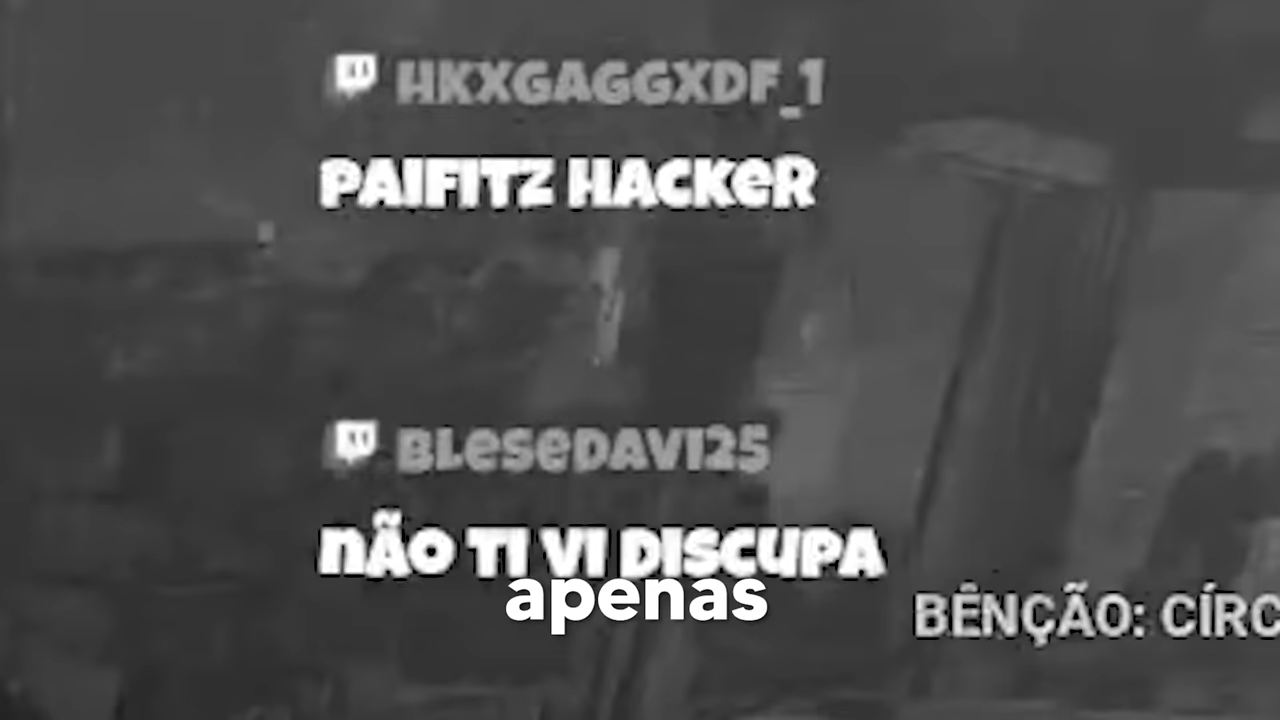 HKXGAGGXDF_1
PAIFITZ HACKER
BLESEDAVI25
NÃO TI VI DISCUPA
apenas
BÊNÇÃO: CÍRC